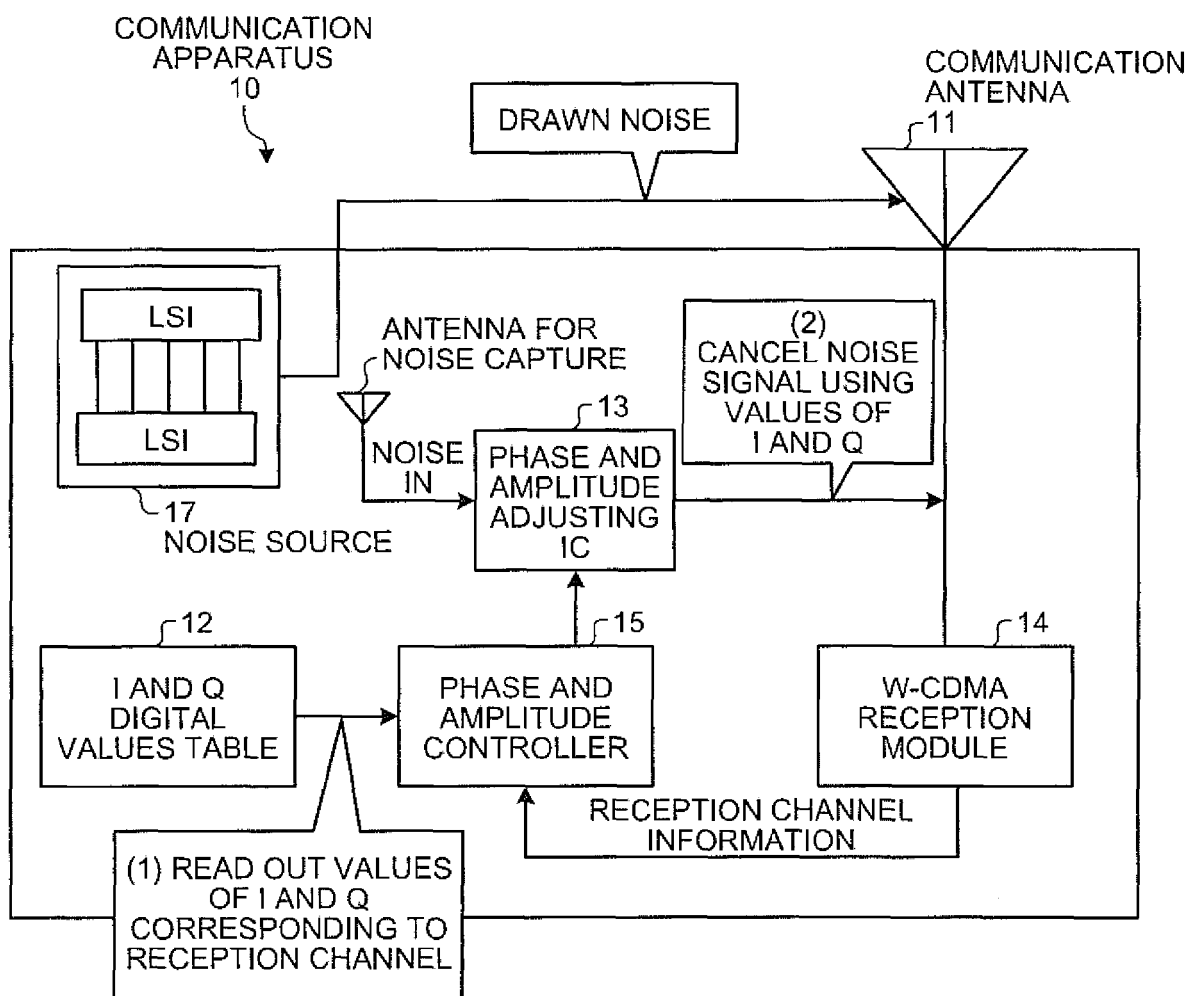 COMMUNICATION
APPARATUS
10
DRAWN NOISE
COMMUNICATION
ANTENNA
11
LSI
LSI
17
NOISE SOURCE
ANTENNA FOR
NOISE CAPTURE
NOISE
IN
13
PHASE AND
AMPLITUDE
ADJUSTING
IC
(2)
CANCEL NOISE
SIGNAL USING
VALUES OF
I AND Q
12
I AND Q
DIGITAL
VALUES TABLE
15
PHASE AND
AMPLITUDE
CONTROLLER
14
W-CDMA
RECEPTION
MODULE
RECEPTION CHANNEL
INFORMATION
(1) READ OUT VALUES
OF I AND Q
CORRESPONDING TO
RECEPTION CHANNEL